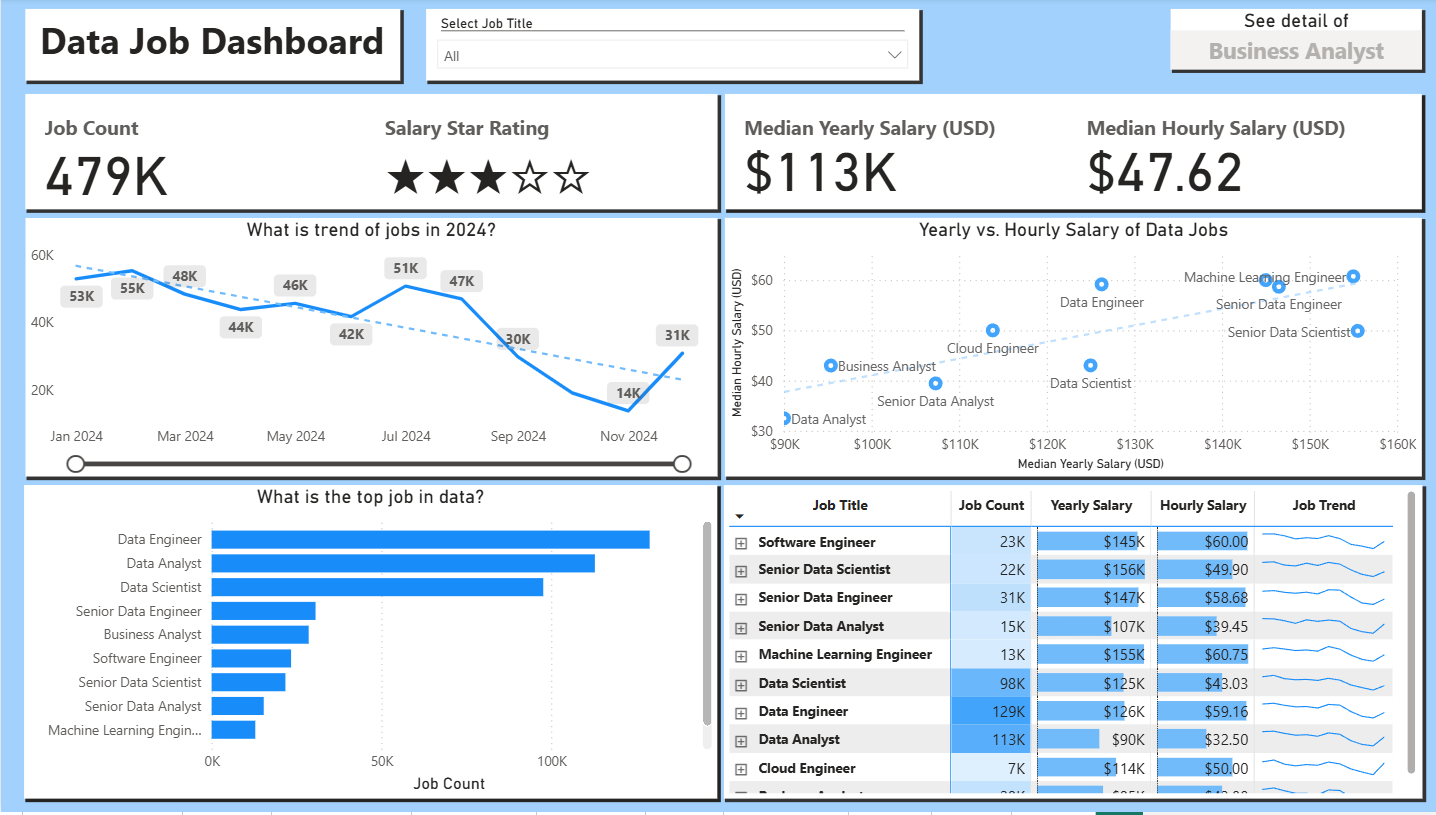 Data Job Dashboard
Select Job Title
All
See detail of
Business Analyst
Job Count
479K
Salary Star Rating
★★★☆☆
Median Yearly Salary (USD)
$113K
Median Hourly Salary (USD)
$47.62
What is trend of jobs in 2024?
60K
40K
20K
53K
55K
48K
44K
46K
42K
51K
47K
30K
14K
31K
Jan 2024
Mar 2024
May 2024
Jul 2024
Sep 2024
Nov 2024
Yearly vs. Hourly Salary of Data Jobs
Median Hourly Salary (USD)
$60
$50
$40
$30
Machine Learning Engineer
Data Engineer
Senior Data Engineer
Senior Data Scientist
Cloud Engineer
Business Analyst
Data Scientist
Senior Data Analyst
Data Analyst
$90K
$100K
$110K
$120K
$130K
$140K
$150K
$160K
Median Yearly Salary (USD)
What is the top job in data?
Data Engineer
Data Analyst
Data Scientist
Senior Data Engineer
Business Analyst
Software Engineer
Senior Data Scientist
Senior Data Analyst
Machine Learning Engin...
0K
50K
100K
Job Count
Job Title Job Count Yearly Salary Hourly Salary Job Trend
Software Engineer 23K $145K $60.00
Senior Data Scientist 22K $156K $49.90
Senior Data Engineer 31K $147K $58.68
Senior Data Analyst 15K $107K $39.45
Machine Learning Engineer 13K $155K $60.75
Data Scientist 98K $125K $43.03
Data Engineer 129K $126K $59.16
Data Analyst 113K $90K $32.50
Cloud Engineer 7K $114K $50.00